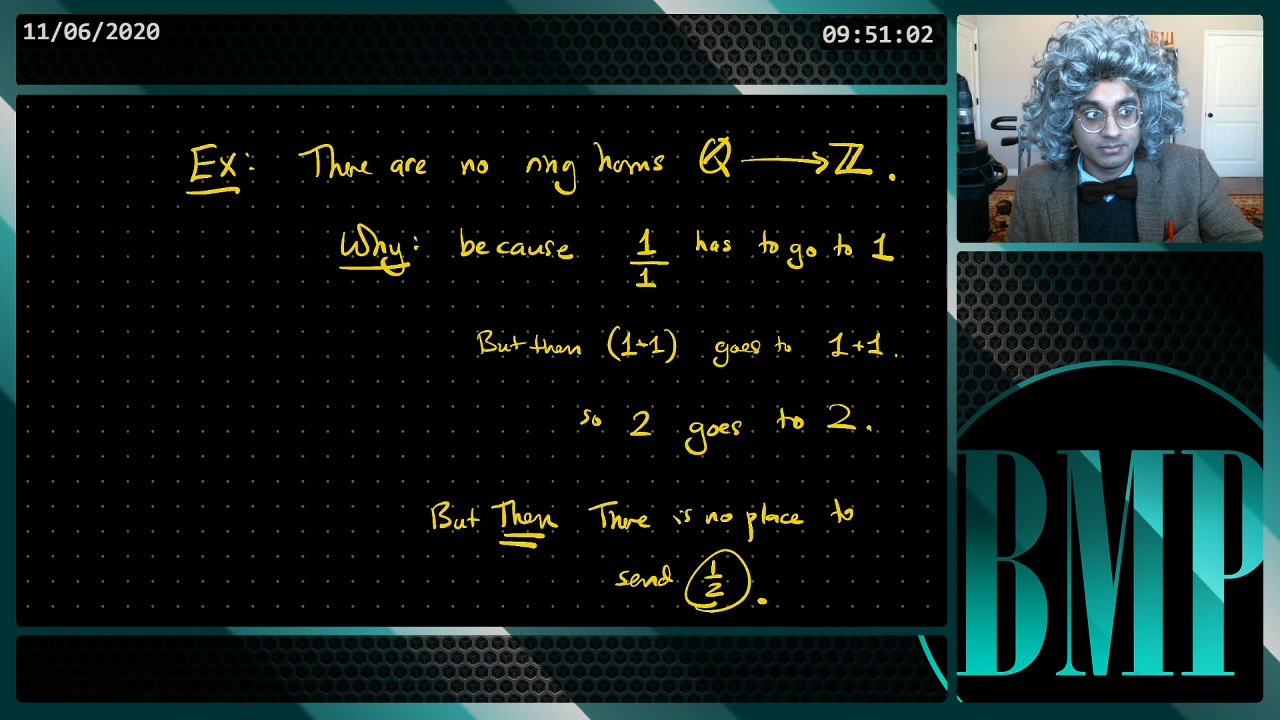 11/06/2020
09:51:02
Ex: There are no ring homs ℚ → ℤ.
Why: because 1/1 has to go to 1
But then (1+1) goes to 1+1.
so 2 goes to 2.
But Then There is no place to
send 1/2.
BMP